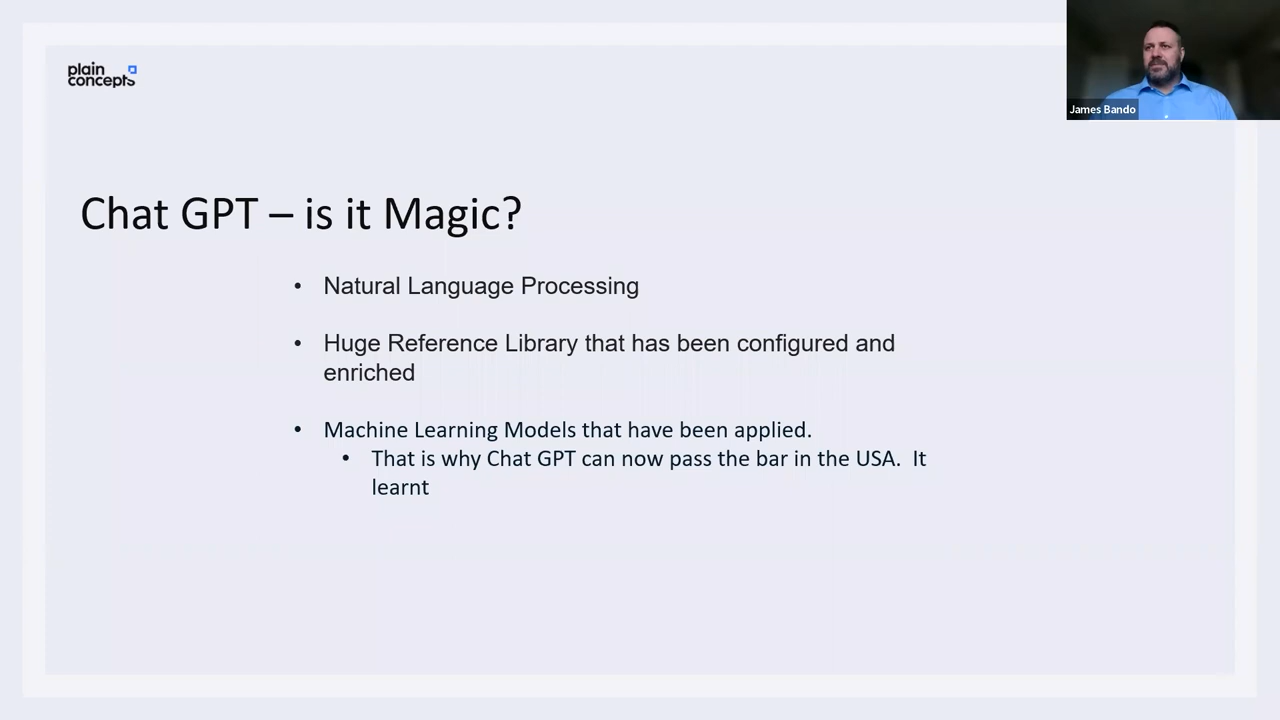 plain
concepts
James Bando
Chat GPT – is it Magic?
• Natural Language Processing
• Huge Reference Library that has been configured and
enriched
• Machine Learning Models that have been applied.
• That is why Chat GPT can now pass the bar in the USA.  It
learnt